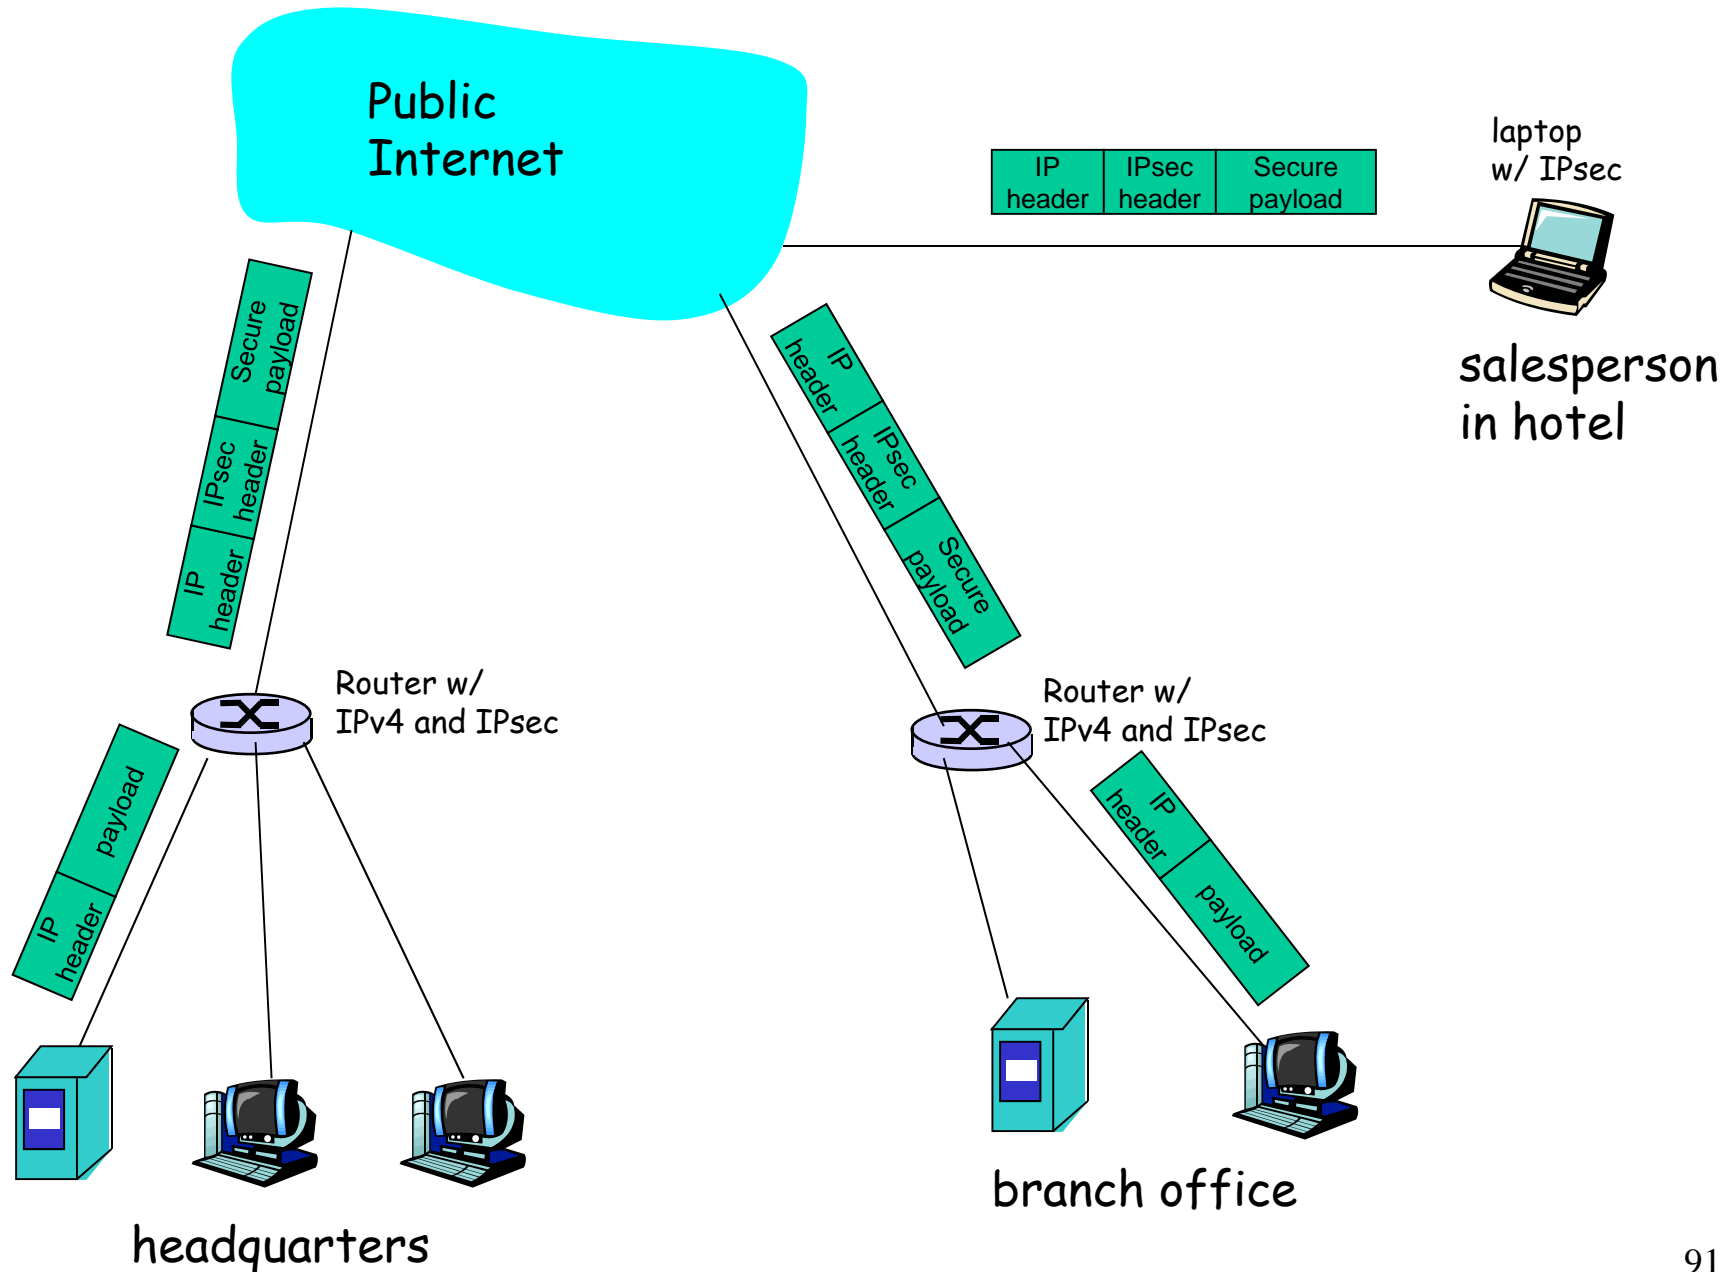 Public
Internet
IP
header
IPsec
header
Secure
payload
laptop
w/ IPsec
salesperson
in hotel
Secure
payload
IPsec
header
IP
header
IP
header
IPsec
header
Secure
payload
Router w/
IPv4 and IPsec
Router w/
IPv4 and IPsec
payload
IP
header
IP
header
payload
branch office
headquarters
91